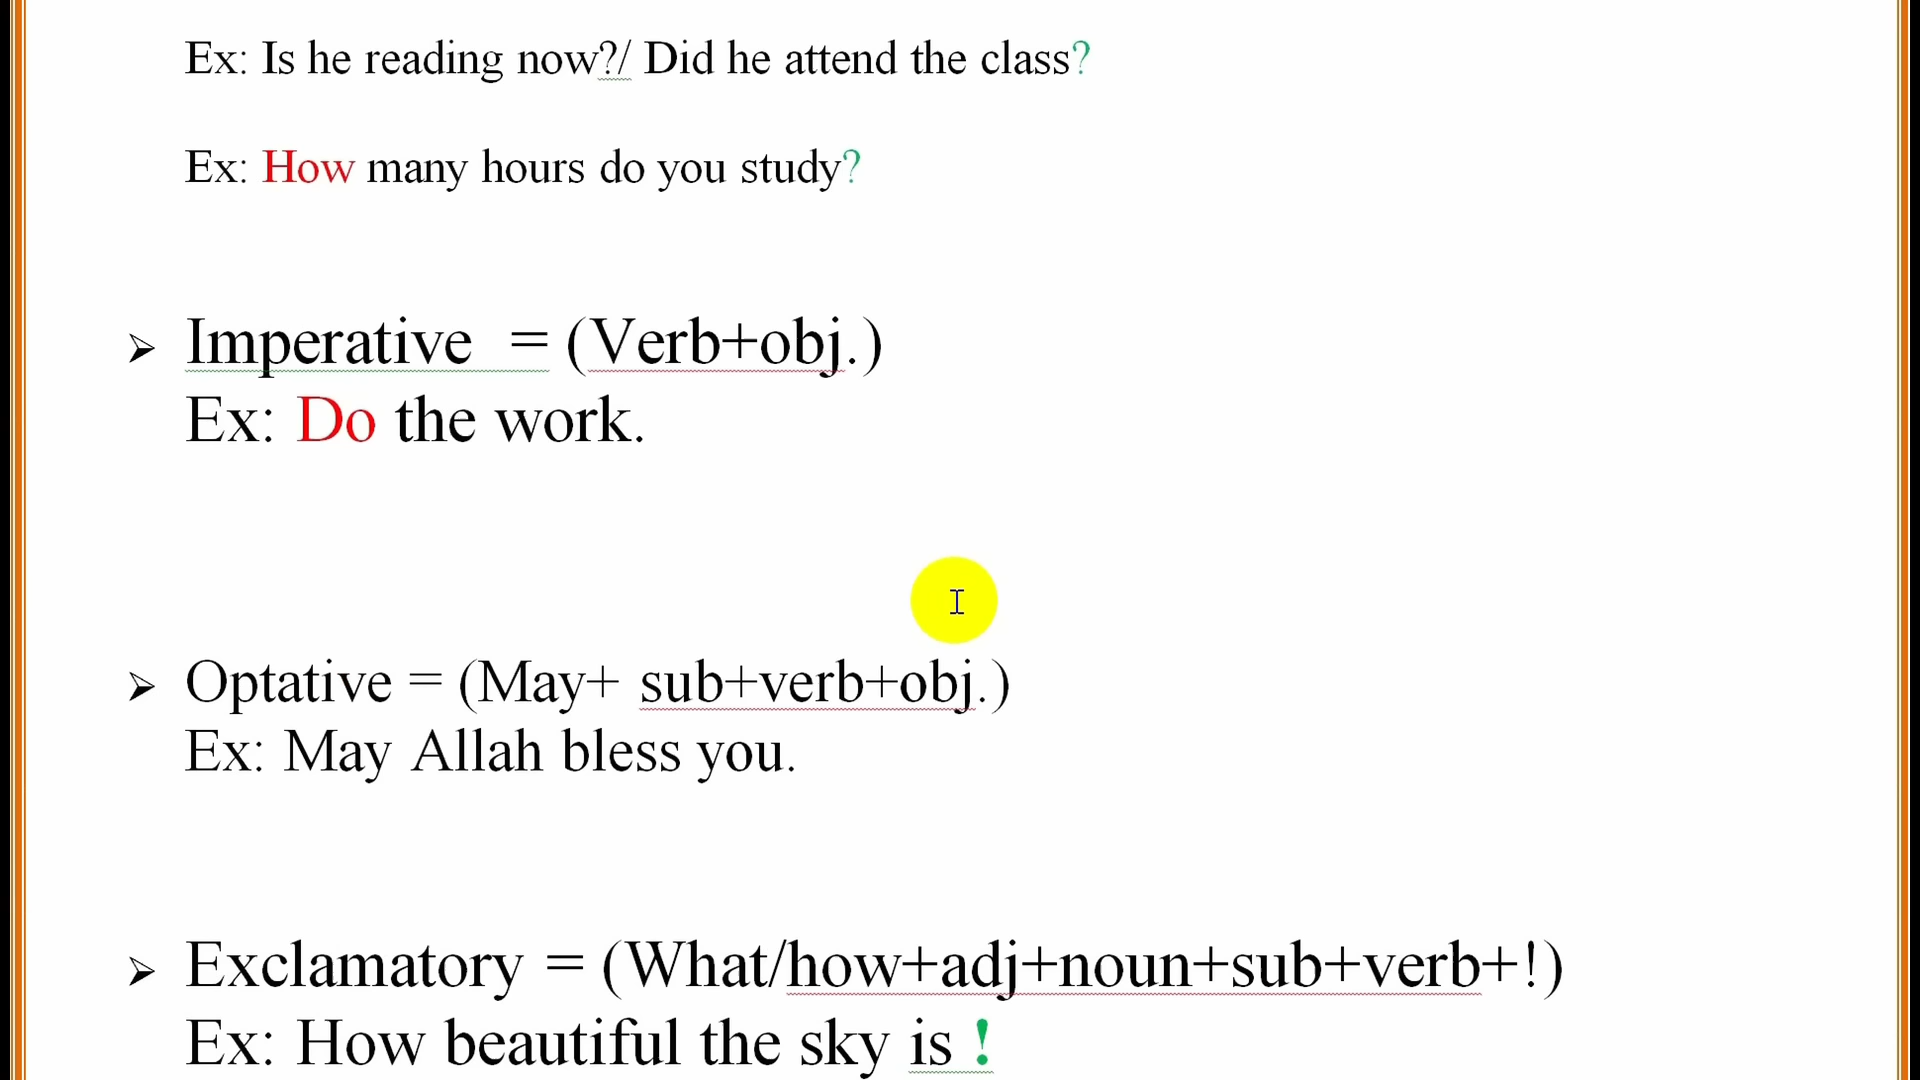 Ex: Is he reading now?/ Did he attend the class?
Ex: How many hours do you study?
➢ Imperative = (Verb+obj.)
Ex: Do the work.
➢ Optative = (May+ sub+verb+obj.)
Ex: May Allah bless you.
➢ Exclamatory = (What/how+adj+noun+sub+verb+!)
Ex: How beautiful the sky is !